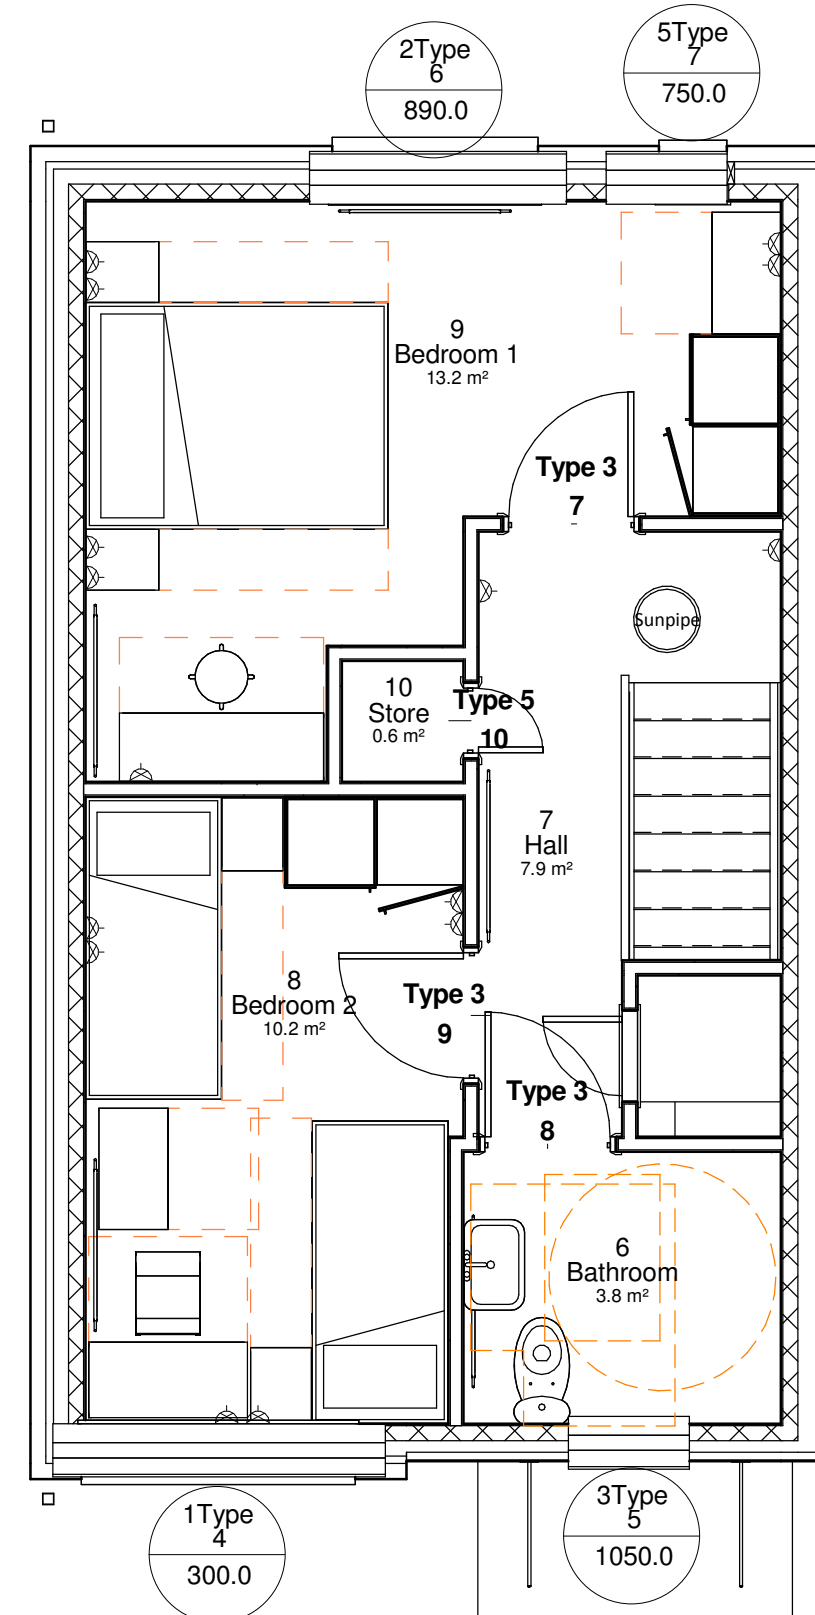 2Type
6
890.0
5Type
7
750.0
9
Bedroom 1
13.2 m²
Type 3
7
Sunpipe
10
Store
0.6 m²
Type 5
10
7
Hall
7.9 m²
8
Bedroom 2
10.2 m²
Type 3
9
Type 3
8
6
Bathroom
3.8 m²
1Type
4
300.0
3Type
5
1050.0